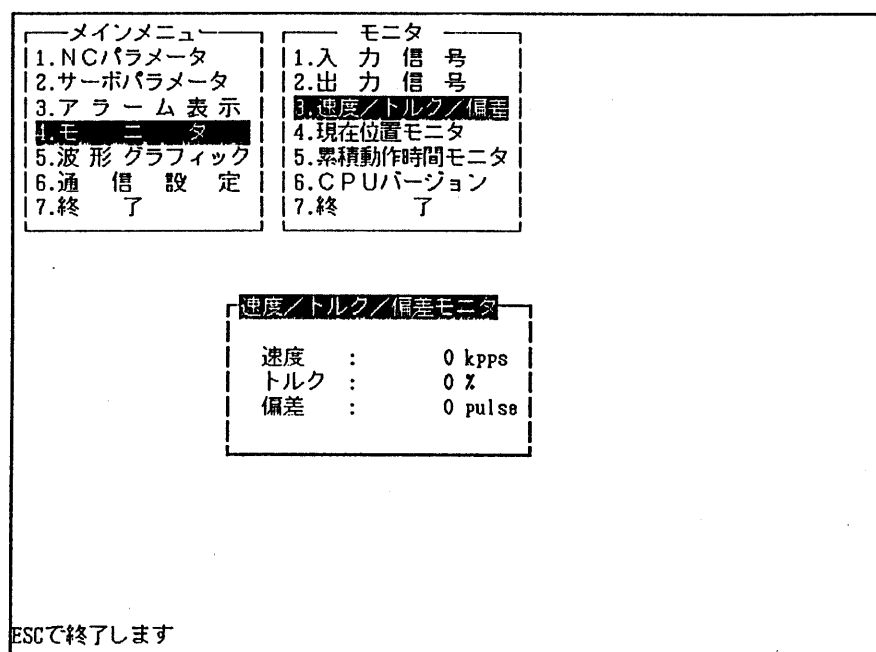 メインメニュー
1.NCパラメータ
2.サーボパラメータ
3.アラーム表示
4.モニタ
5.波形グラフィック
6.通信設定
7.終了
モニタ
1.入力信号
2.出力信号
3.速度/トルク/偏差
4.現在位置モニタ
5.累積動作時間モニタ
6.CPUバージョン
7.終了
速度/トルク/偏差モニタ
速度 : 0 kpps
トルク : 0 %
偏差 : 0 pulse
ESCで終了します